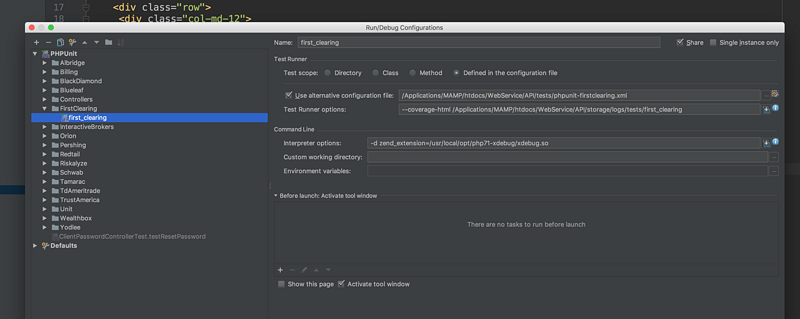 17 <div class="row">
18 <div class="col-md-12">
Run/Debug Configurations
Name: first_clearing
Share
Single instance only
PHPUnit
Albridge
Billing
BlackDiamond
Blueleaf
Controllers
FirstClearing
first_clearing
InteractiveBrokers
Orion
Pershing
Redtail
Riskalyze
Schwab
Tamarac
TdAmeritrade
TrustAmerica
Unit
Wealthbox
Yodlee
ClientPasswordControllerTest.testResetPassword
Defaults
Test Runner
Test scope: Directory Class Method Defined in the configuration file
Use alternative configuration file: /Applications/MAMP/htdocs/WebService/API/tests/phpunit-firstclearing.xml
Test Runner options: --coverage-html /Applications/MAMP/htdocs/WebService/API/storage/logs/tests/first_clearing
Command Line
Interpreter options: -d zend_extension=/usr/local/opt/php71-xdebug/xdebug.so
Custom working directory:
Environment variables:
Before launch: Activate tool window
There are no tasks to run before launch
Show this page
Activate tool window